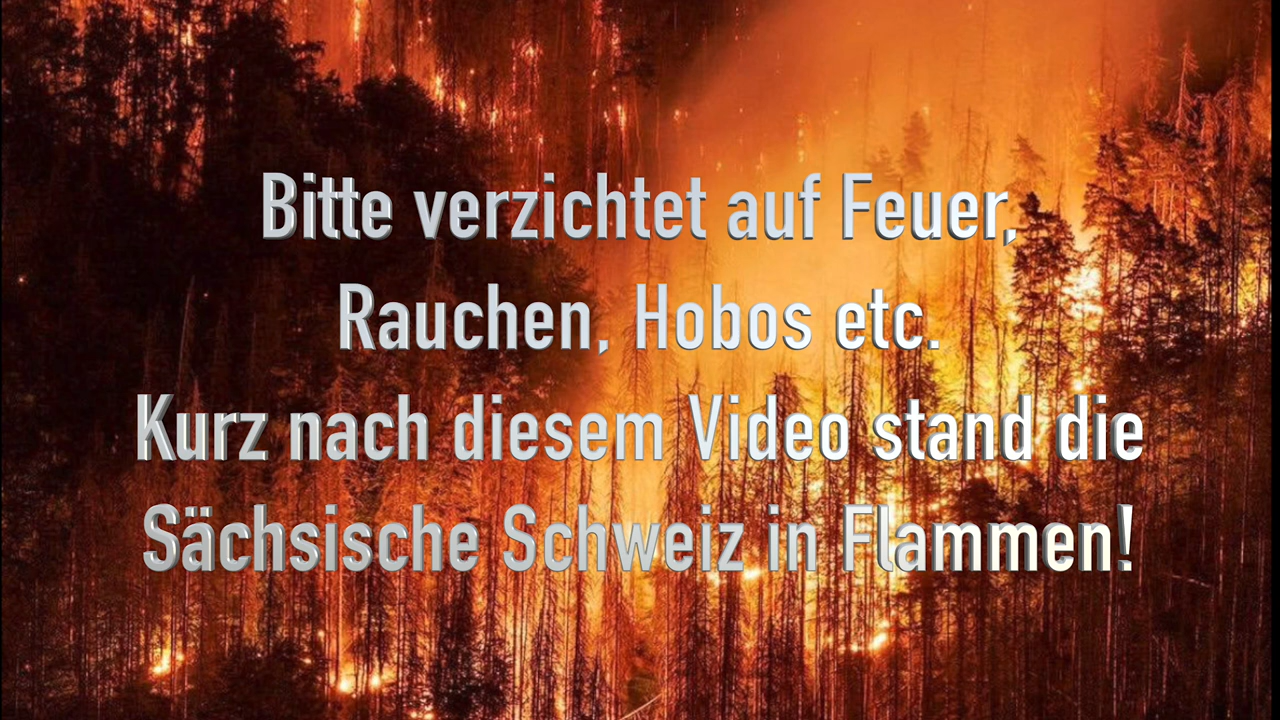 Bitte verzichtet auf Feuer,
Rauchen, Hobos etc.
Kurz nach diesem Video stand die
Sächsische Schweiz in Flammen!